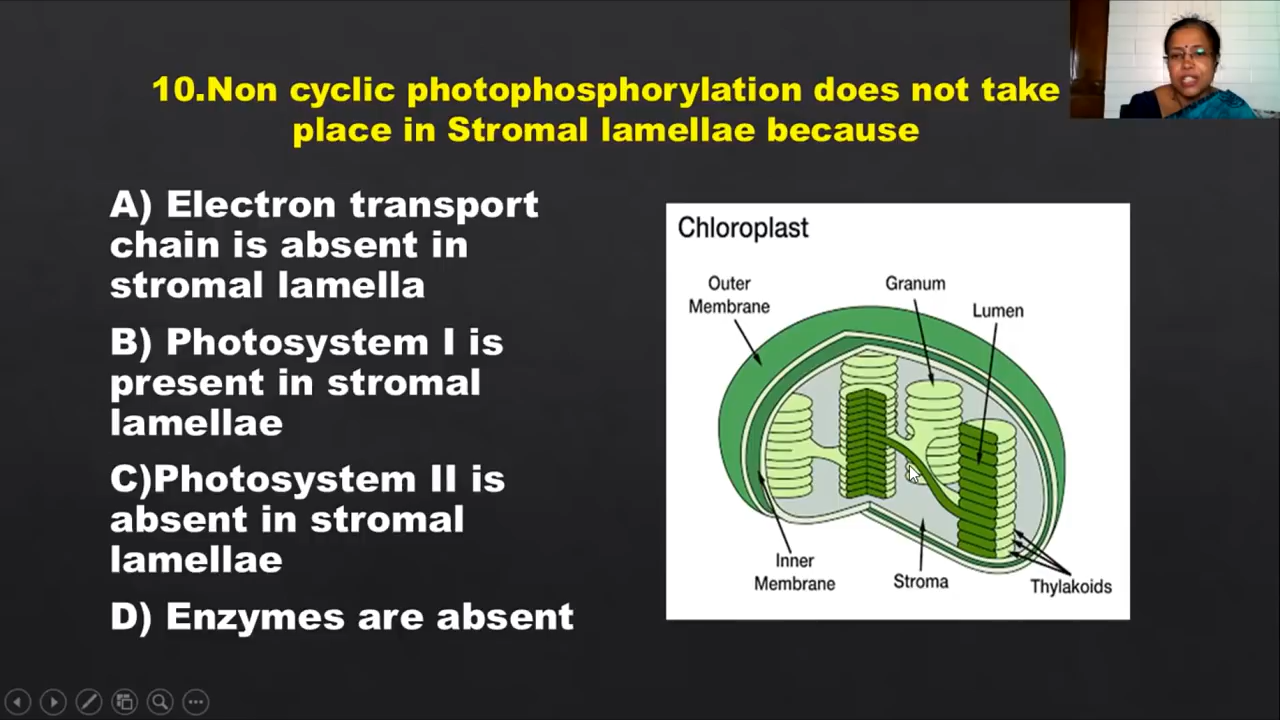 10.Non cyclic photophosphorylation does not take
place in Stromal lamellae because
A) Electron transport
chain is absent in
stromal lamella
B) Photosystem I is
present in stromal
lamellae
C)Photosystem II is
absent in stromal
lamellae
D) Enzymes are absent
Chloroplast
Outer
Membrane
Granum
Lumen
Inner
Membrane
Stroma
Thylakoids